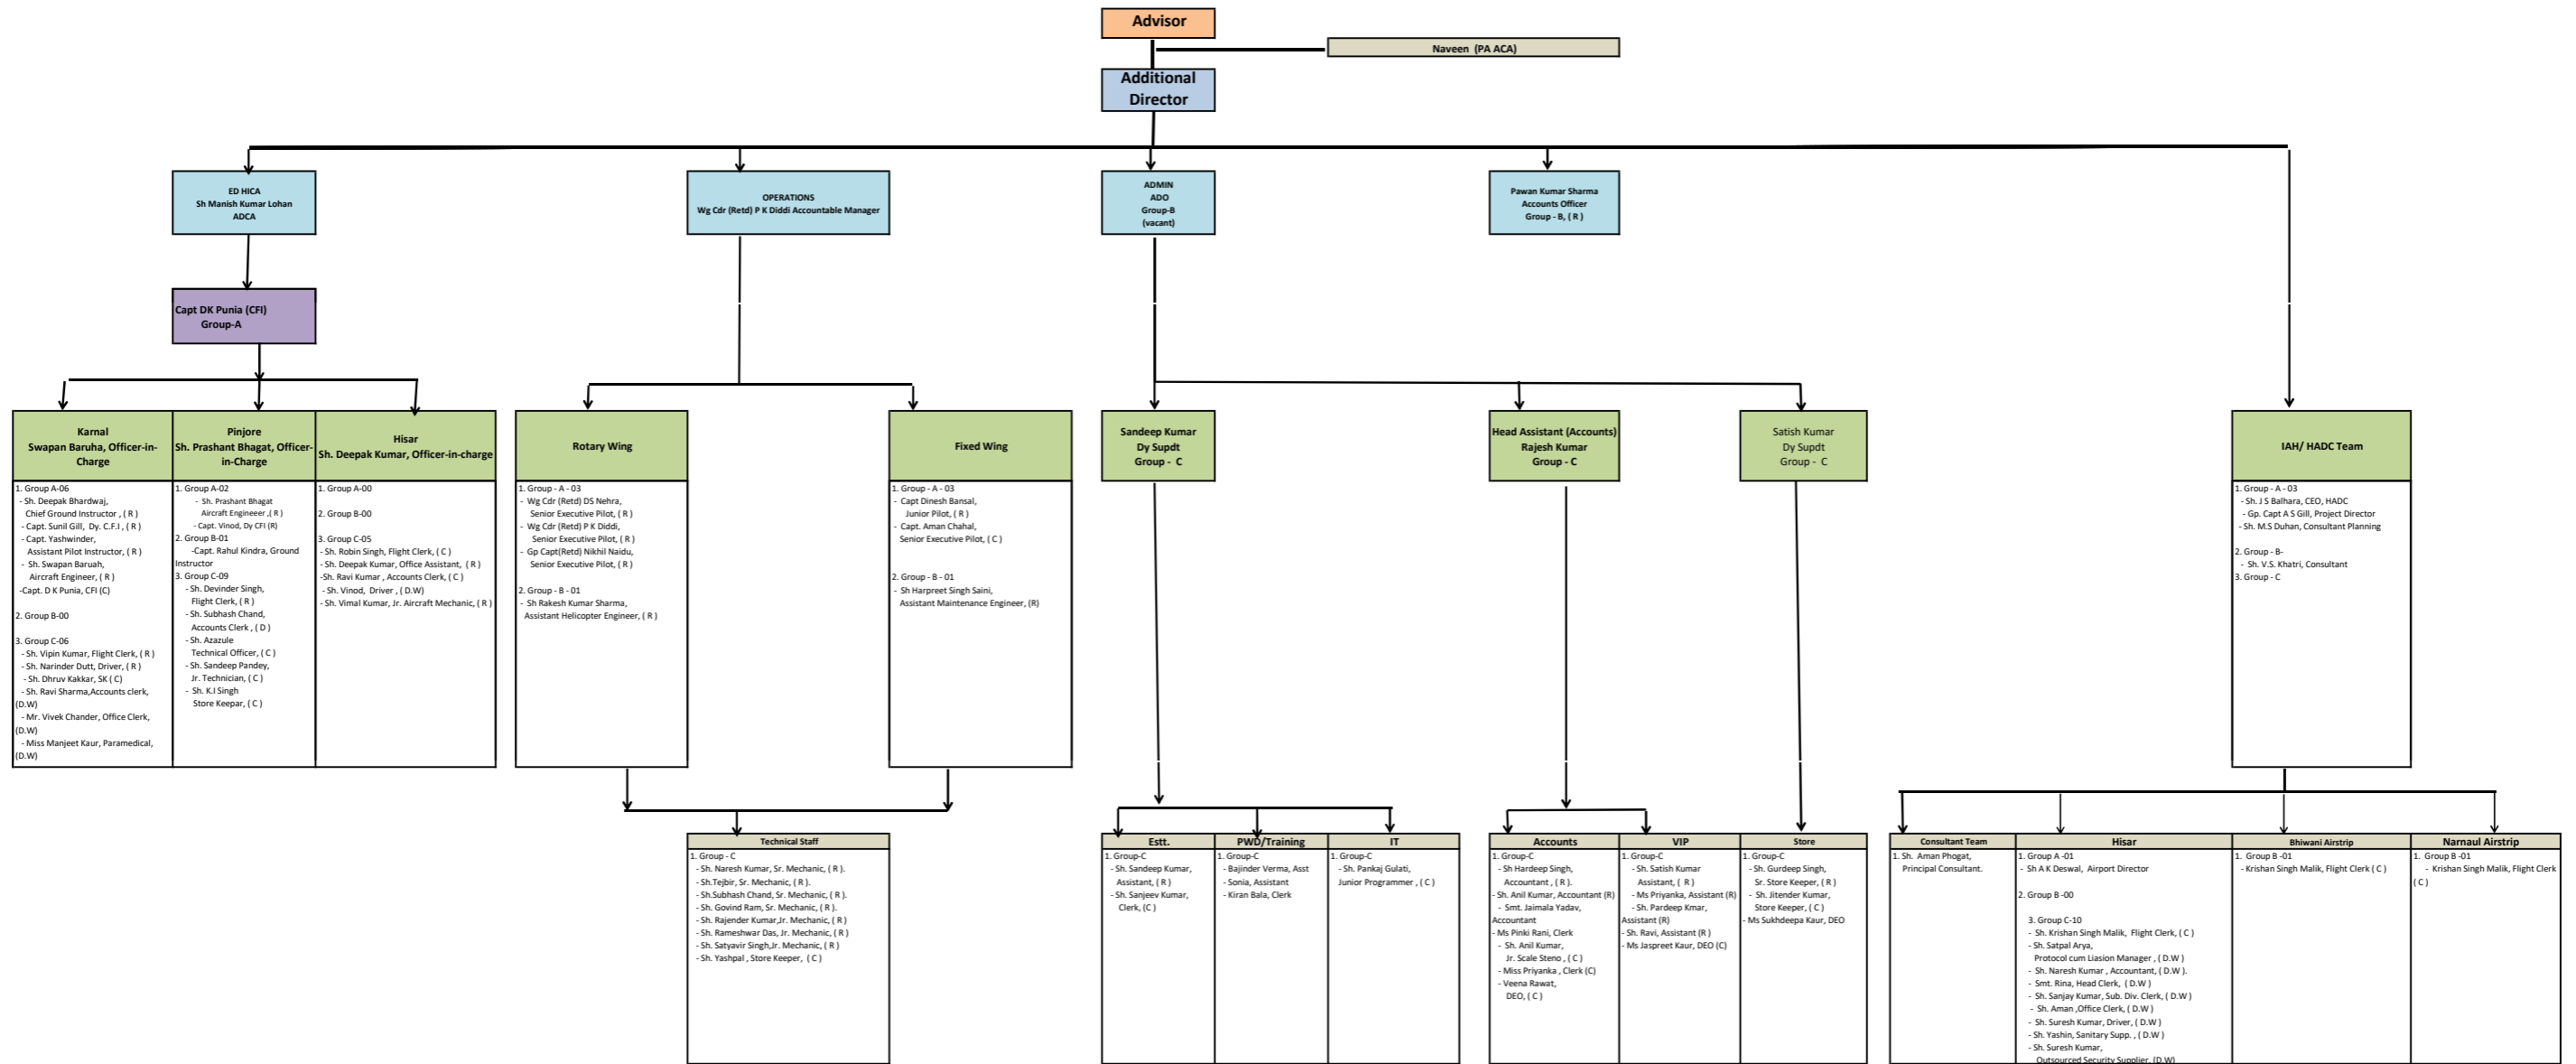 Advisor
Naveen  (PA ACA)
Additional
Director
ED HICA
Sh Manish Kumar Lohan
ADCA
OPERATIONS
Wg Cdr (Retd) P K Diddi Accountable Manager
ADMIN
ADO
Group-B
(vacant)
Pawan Kumar Sharma
Accounts Officer
Group - B, ( R )
Capt DK Punia (CFI)
Group-A
Karnal
Swapan Baruha, Officer-in-
Charge
Pinjore
Sh. Prashant Bhagat, Officer-
in-Charge
Hisar
Sh. Deepak Kumar, Officer-in-charge
Rotary Wing
Fixed Wing
Sandeep Kumar
Dy Supdt
Group -  C
Head Assistant (Accounts)
Rajesh Kumar
Group - C
Satish Kumar
Dy Supdt
Group -  C
IAH/ HADC Team
1. Group A-06
- Sh. Deepak Bhardwaj,
Chief Ground Instructor , ( R )
- Capt. Sunil Gill,  Dy. C.F.I , ( R )
- Capt. Yashwinder,
Assistant Pilot Instructor, ( R )
-  Sh. Swapan Baruah,
Aircraft Engineer, ( R )
-Capt. D K Punia, CFI (C)
2. Group B-00
3. Group C-06
- Sh. Vipin Kumar, Flight Clerk, ( R )
- Sh. Narinder Dutt, Driver, ( R )
- Sh. Dhruv Kakkar, SK ( C)
- Sh. Ravi Sharma,Accounts clerk,
(D.W)
- Mr. Vivek Chander, Office Clerk,
(D.W)
- Miss Manjeet Kaur, Paramedical,
(D.W)
1. Group A-02
-  Sh. Prashant Bhagat
Aircraft Engineeer ,( R )
- Capt. Vinod, Dy CFI (R)
2. Group B-01
-Capt. Rahul Kindra, Ground
Instructor
3. Group C-09
- Sh. Devinder Singh,
Flight Clerk, ( R )
- Sh. Subhash Chand,
Accounts Clerk , ( D )
- Sh. Azazule
Technical Officer, ( C )
- Sh. Sandeep Pandey,
Jr. Technician, ( C )
-  Sh. K.I Singh
Store Keepar, ( C )
1. Group A-00
2. Group B-00
3. Group C-05
- Sh. Robin Singh, Flight Clerk, ( C )
- Sh. Deepak Kumar, Office Assistant,  ( R )
-Sh. Ravi Kumar , Accounts Clerk, ( C )
- Sh. Vinod,  Driver , ( D.W)
- Sh. Vimal Kumar, Jr. Aircraft Mechanic, ( R )
1. Group - A - 03
-  Wg Cdr (Retd) DS Nehra,
Senior Executive Pilot, ( R )
-  Wg Cdr (Retd) P K Diddi,
Senior Executive Pilot, ( R )
-  Gp Capt(Retd) Nikhil Naidu,
Senior Executive Pilot, ( R )
2. Group - B - 01
-  Sh Rakesh Kumar Sharma,
Assistant Helicopter Engineer, ( R )
1. Group - A - 03
-  Capt Dinesh Bansal,
Junior Pilot, ( R )
-  Capt. Aman Chahal,
Senior Executive Pilot, ( C )
2. Group - B - 01
-  Sh Harpreet Singh Saini,
Assistant Maintenance Engineer, (R)
1. Group - A - 03
- Sh. J S Balhara, CEO, HADC
-  Gp. Capt A S Gill, Project Director
- Sh. M.S Duhan, Consultant Planning
2. Group - B-
-  Sh. V.S. Khatri, Consultant
3. Group - C
Technical Staff
1. Group - C
- Sh. Naresh Kumar, Sr. Mechanic, ( R ).
- Sh.Tejbir, Sr. Mechanic, ( R ).
- Sh.Subhash Chand, Sr. Mechanic, ( R ).
- Sh. Govind Ram, Sr. Mechanic, ( R ).
- Sh. Rajender Kumar,Jr. Mechanic, ( R )
- Sh. Rameshwar Das, Jr. Mechanic, ( R )
- Sh. Satyavir Singh,Jr. Mechanic, ( R )
- Sh. Yashpal , Store Keeper,  ( C )
Estt.
1. Group-C
- Sh. Sandeep Kumar,
Assistant, ( R )
- Sh. Sanjeev Kumar,
Clerk, (C )
PWD/Training
1. Group-C
- Bajinder Verma, Asst
- Sonia, Assistant
- Kiran Bala, Clerk
IT
1. Group-C
- Sh. Pankaj Gulati,
Junior Programmer , ( C )
Accounts
1. Group-C
- Sh Hardeep Singh,
Accountant , ( R ).
- Sh. Anil Kumar, Accountant (R)
-  Smt. Jaimala Yadav,
Accountant
- Ms Pinki Rani, Clerk
-  Sh. Anil Kumar,
Jr. Scale Steno , ( C )
- Miss Priyanka , Clerk (C)
- Veena Rawat,
DEO, ( C )
VIP
1. Group-C
-  Sh. Satish Kumar
Assistant,  ( R )
- Ms Priyanka, Assistant (R)
-  Sh. Pardeep Kmar,
Assistant (R)
- Sh. Ravi, Assistant (R )
- Ms Jaspreet Kaur, DEO (C)
Store
1. Group-C
-  Sh. Gurdeep Singh,
Sr. Store Keeper, ( R )
-  Sh. Jitender Kumar,
Store Keeper, ( C )
- Ms Sukhdeepa Kaur, DEO
Consultant Team
1. Sh.  Aman Phogat,
Principal Consultant.
Hisar
1. Group A -01
-  Sh A K Deswal,  Airport Director
2. Group B -00
3. Group C-10
-  Sh. Krishan Singh Malik,  Flight Clerk, ( C )
- Sh. Satpal Arya,
Protocol cum Liasion Manager , ( D.W )
-  Sh. Naresh Kumar , Accountant, ( D.W ).
-  Smt. Rina, Head Clerk,  ( D.W )
-  Sh. Sanjay Kumar, Sub. Div. Clerk, ( D.W )
-  Sh. Aman ,Office Clerk, ( D.W )
-  Sh. Suresh Kumar, Driver, ( D.W )
- Sh. Yashin, Sanitary Supp. , ( D.W )
- Sh. Suresh Kumar,
Outsourced Security Supplier, (D.W)
Bhiwani Airstrip
1.  Group B -01
- Krishan Singh Malik, Flight Clerk ( C )
Narnaul Airstrip
1.  Group B -01
-  Krishan Singh Malik, Flight Clerk
( C )